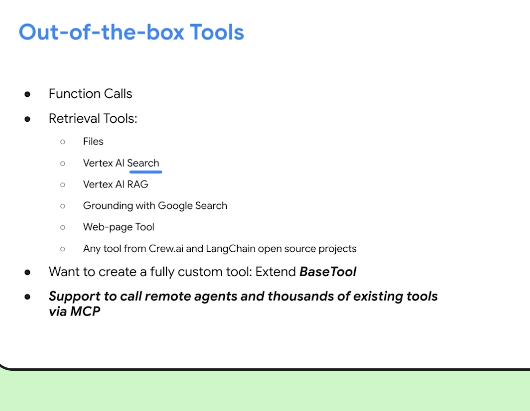 Out-of-the-box Tools
● Function Calls
● Retrieval Tools:
○ Files
○ Vertex AI Search
○ Vertex AI RAG
○ Grounding with Google Search
○ Web-page Tool
○ Any tool from Crew.ai and LangChain open source projects
● Want to create a fully custom tool: Extend BaseTool
● Support to call remote agents and thousands of existing tools
via MCP